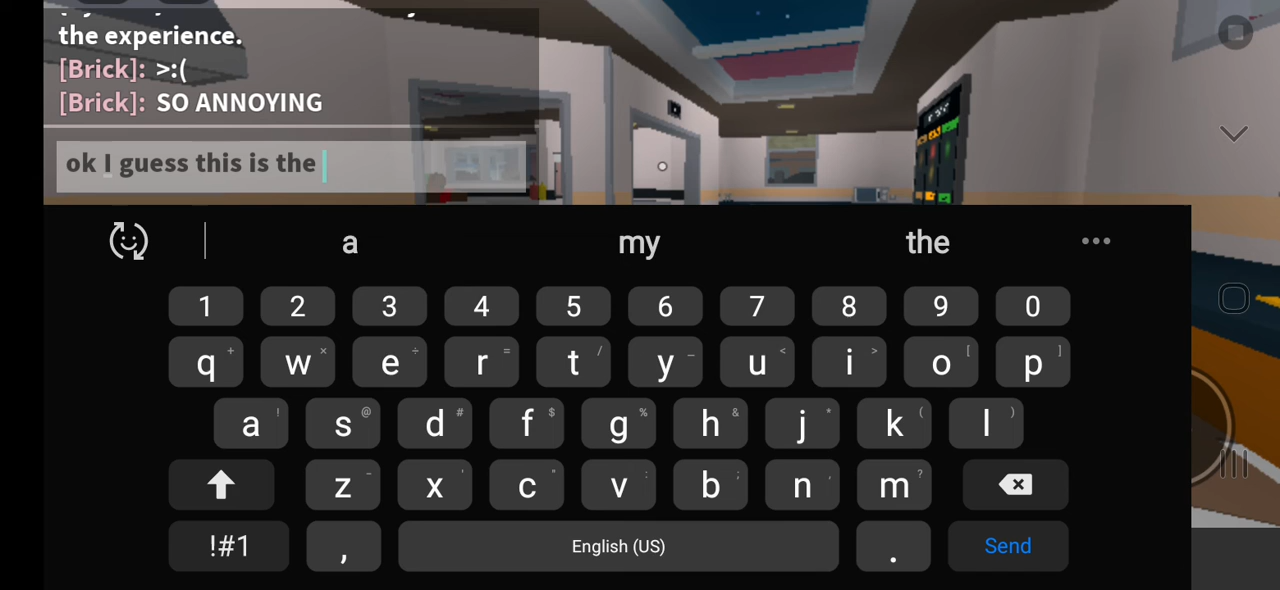 the experience.
[Brick]: >:(
[Brick]: SO ANNOYING
ok I guess this is the
a my the •••
1 2 3 4 5 6 7 8 9 0
q + w × e ÷ r = t / y _ u < i > o [ p ]
a ! s @ d # f $ g % h & j * k ( l )
z - x ' c " v : b ; n , m ?
!#1 , English (US) . Send